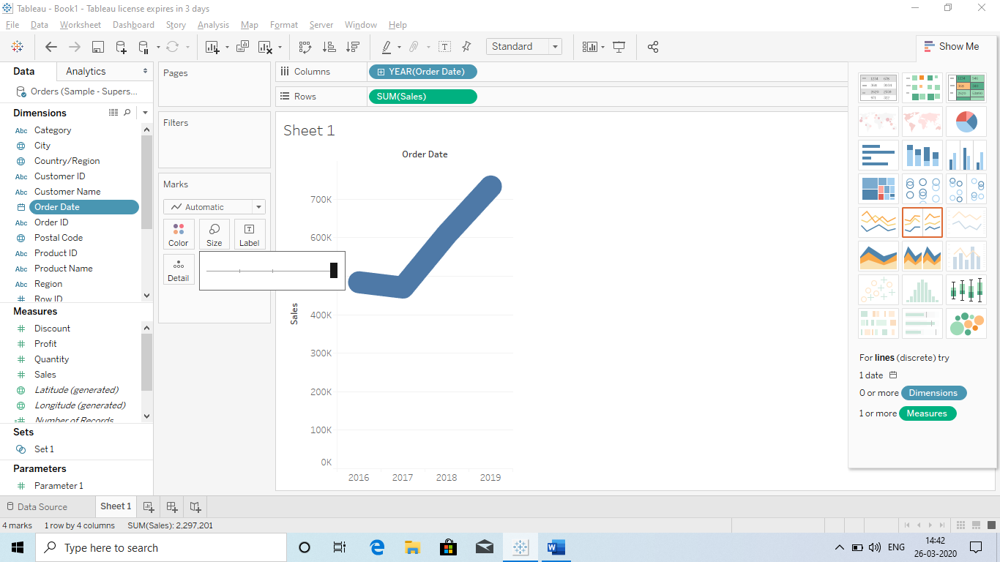 Tableau - Book1 - Tableau license expires in 3 days
File Data Worksheet Dashboard Story Analysis Map Format Server Window Help
Standard
Show Me
Data Analytics
Orders (Sample - Supers...
Dimensions
Abc Category
City
Country/Region
Abc Customer ID
Abc Customer Name
Order Date
Abc Order ID
Postal Code
Abc Product ID
Abc Product Name
Abc Region
# Row ID
Measures
# Discount
# Profit
# Quantity
# Sales
Latitude (generated)
Longitude (generated)
=# Number of Records
Sets
Set 1
Parameters
# Parameter 1
Pages
Filters
Marks
Automatic
Color Size Label
Detail
Columns YEAR(Order Date)
Rows SUM(Sales)
Sheet 1
Order Date
700K
600K
400K
300K
200K
100K
0K
Sales
2016 2017 2018 2019
For lines (discrete) try
1 date
0 or more Dimensions
1 or more Measures
Data Source Sheet 1
4 marks 1 row by 4 columns SUM(Sales): 2,297,201
Type here to search
ENG
14:42
26-03-2020